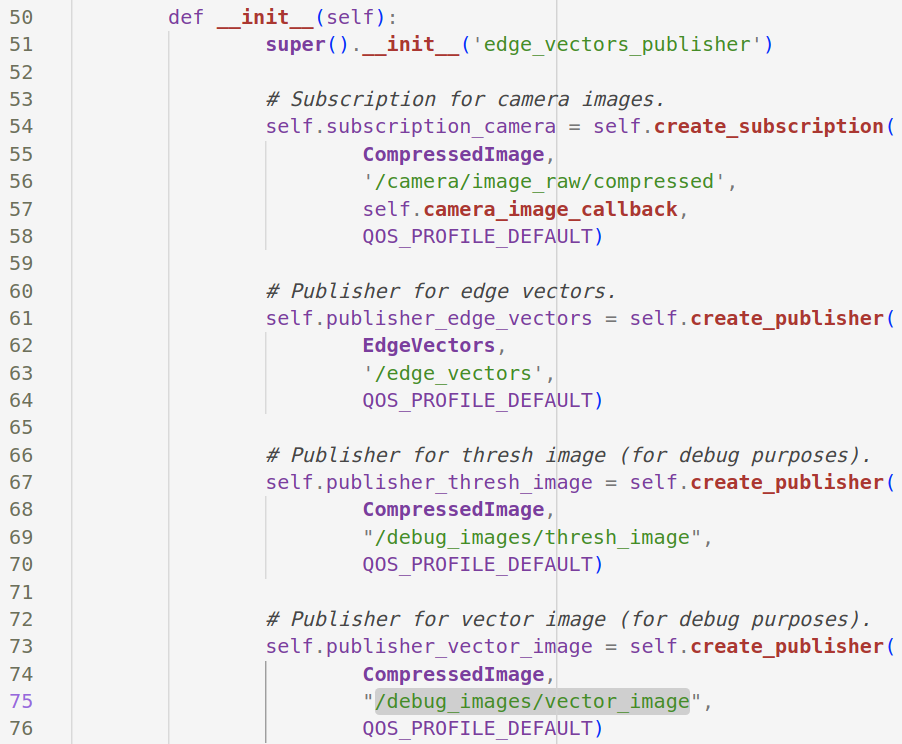 50 def __init__(self):
51 super().__init__('edge_vectors_publisher')
52
53 # Subscription for camera images.
54 self.subscription_camera = self.create_subscription(
55 CompressedImage,
56 '/camera/image_raw/compressed',
57 self.camera_image_callback,
58 QOS_PROFILE_DEFAULT)
59
60 # Publisher for edge vectors.
61 self.publisher_edge_vectors = self.create_publisher(
62 EdgeVectors,
63 '/edge_vectors',
64 QOS_PROFILE_DEFAULT)
65
66 # Publisher for thresh image (for debug purposes).
67 self.publisher_thresh_image = self.create_publisher(
68 CompressedImage,
69 "/debug_images/thresh_image",
70 QOS_PROFILE_DEFAULT)
71
72 # Publisher for vector image (for debug purposes).
73 self.publisher_vector_image = self.create_publisher(
74 CompressedImage,
75 "/debug_images/vector_image",
76 QOS_PROFILE_DEFAULT)